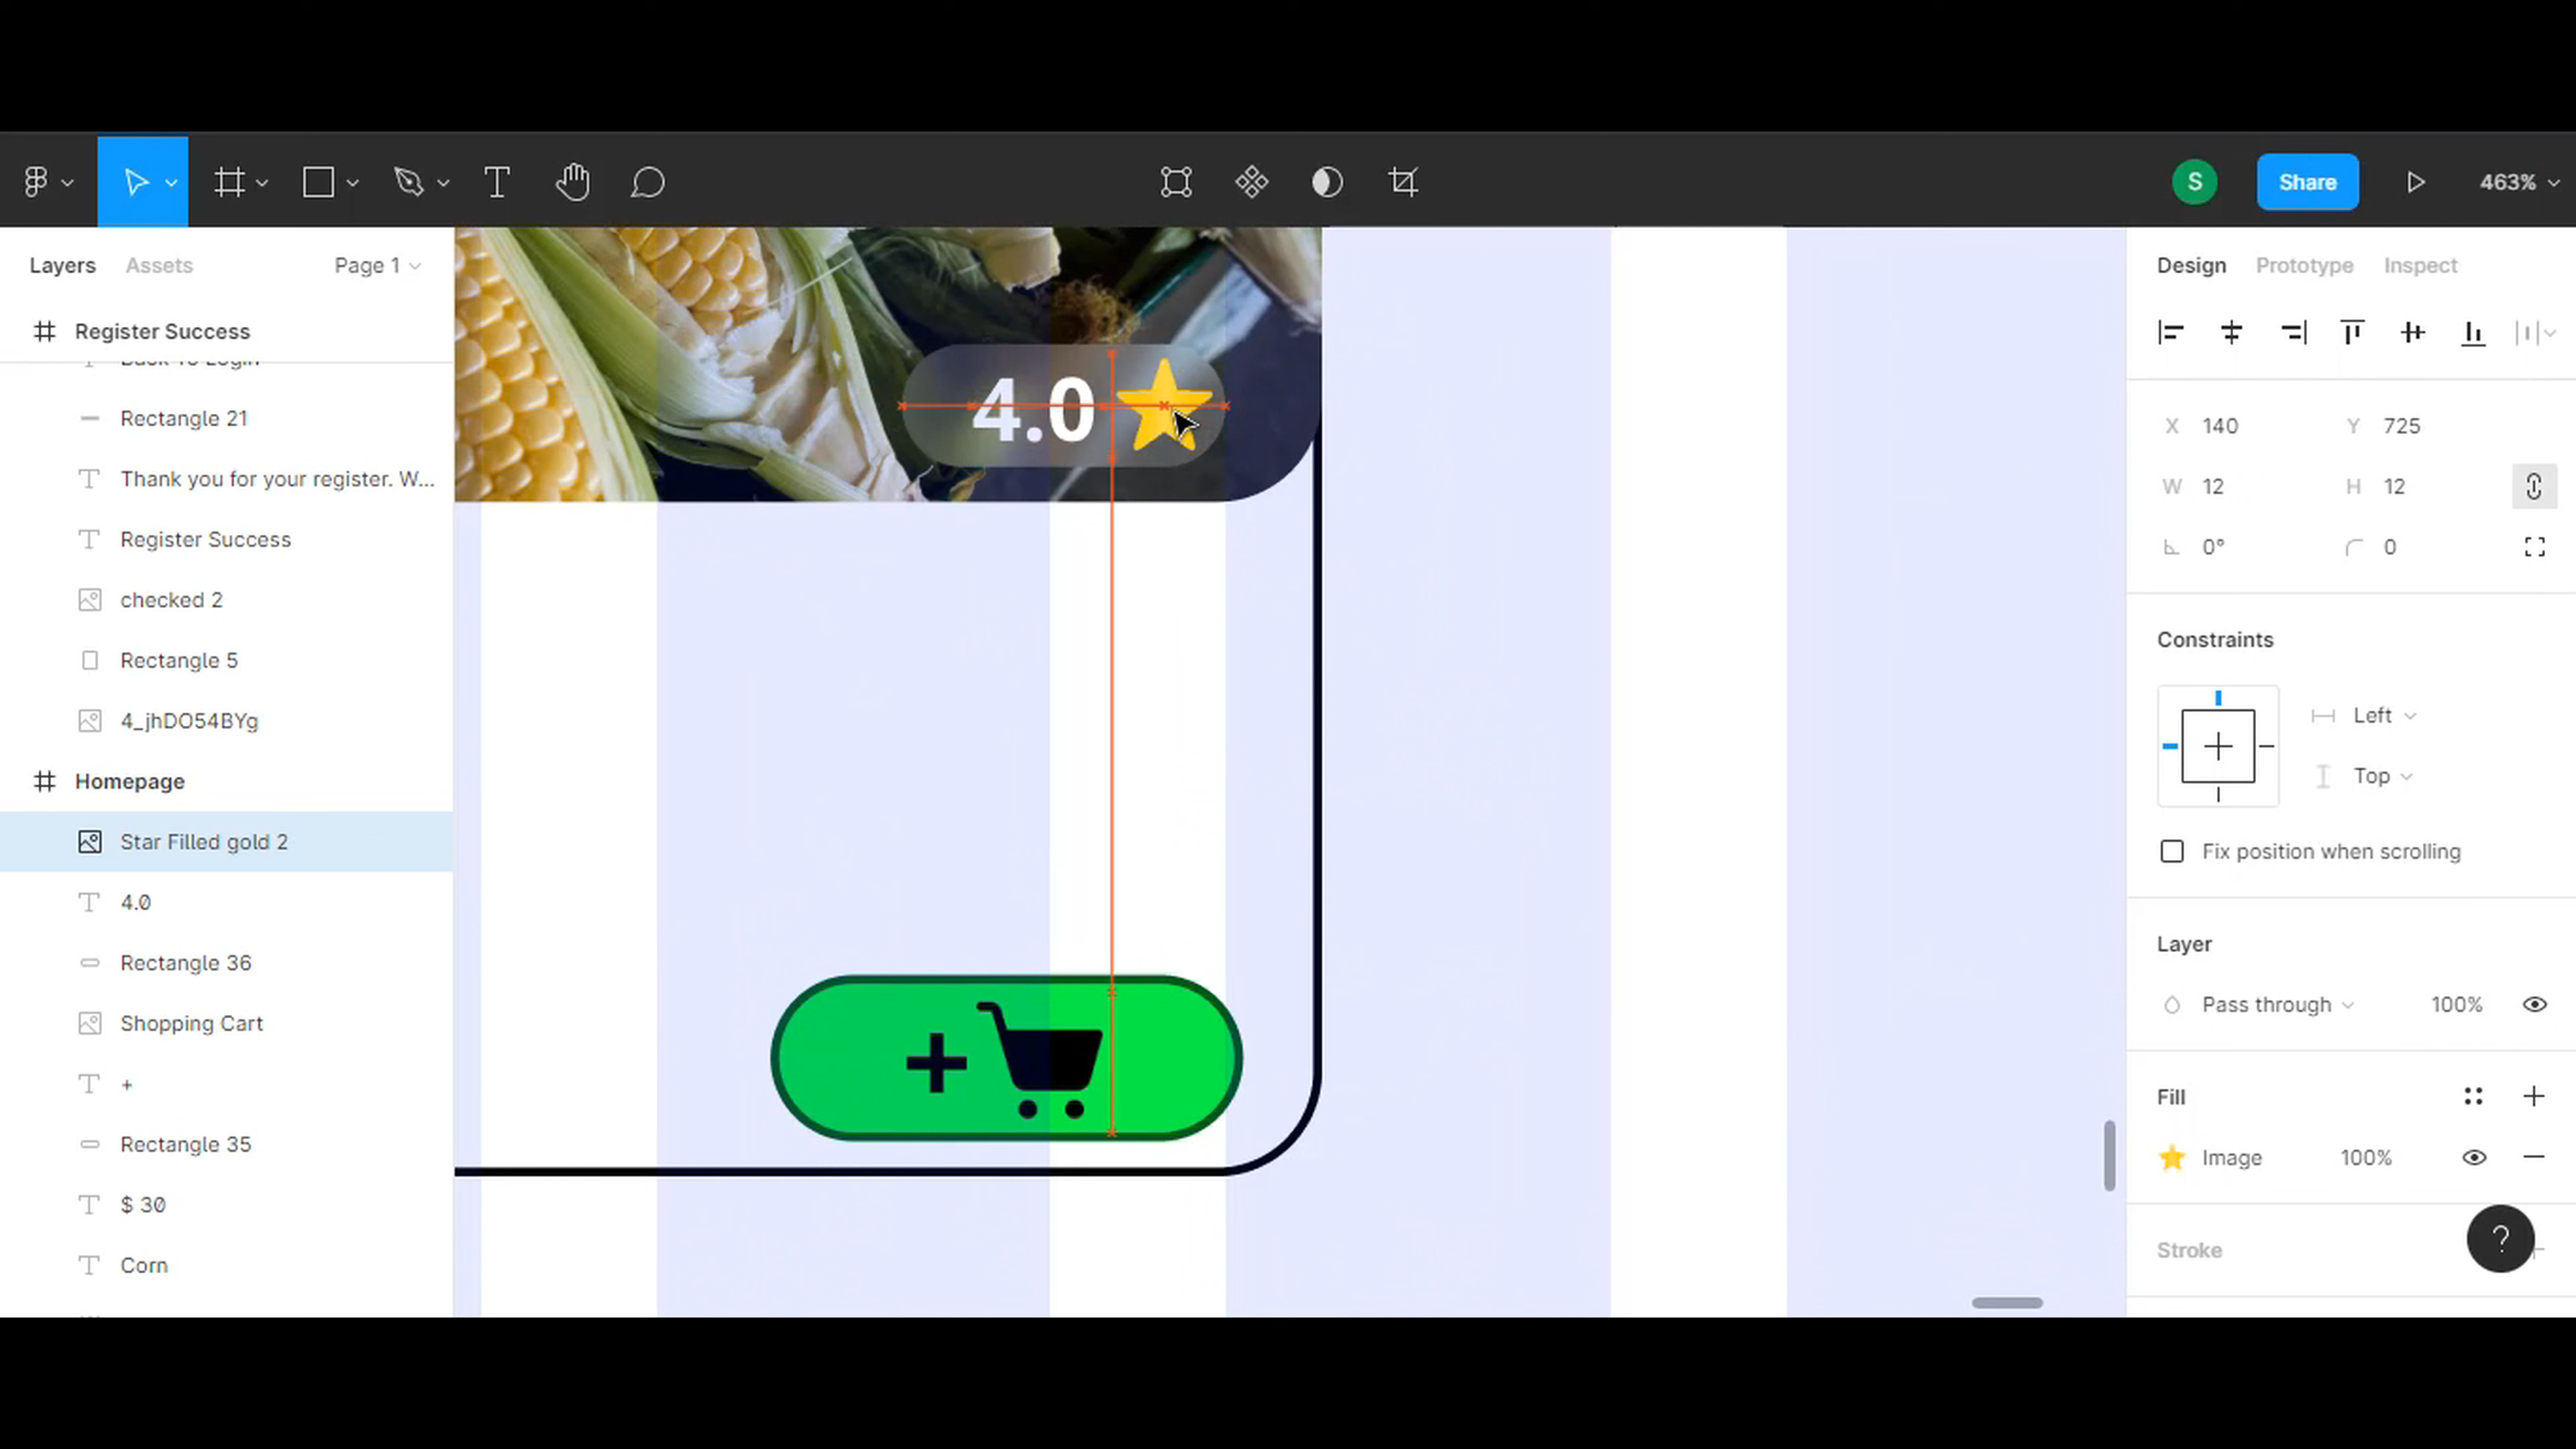 S
Share
463%
Layers
Assets
Page 1
Design
Prototype
Inspect
Register Success
Back To Login
Rectangle 21
Thank you for your register. W...
Register Success
checked 2
Rectangle 5
4_jhDO54BYg
Homepage
Star Filled gold 2
4.0
Rectangle 36
Shopping Cart
+
Rectangle 35
$ 30
Corn
4.0
+
X 140
Y 725
W 12
H 12
0°
0
Constraints
Left
Top
Fix position when scrolling
Layer
Pass through
100%
Fill
Image
100%
Stroke
?